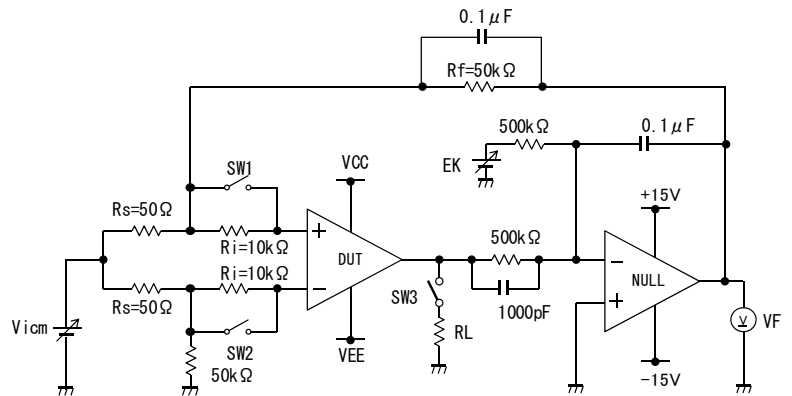 0.1μF
Rf=50kΩ
500kΩ
0.1μF
EK
SW1
VCC
+15V
Rs=50Ω
Ri=10kΩ
500kΩ
Ri=10kΩ
DUT
NULL
Rs=50Ω
SW3
1000pF
Vicm
SW2
RL
V
VF
50kΩ
VEE
-15V
+
-
-
+